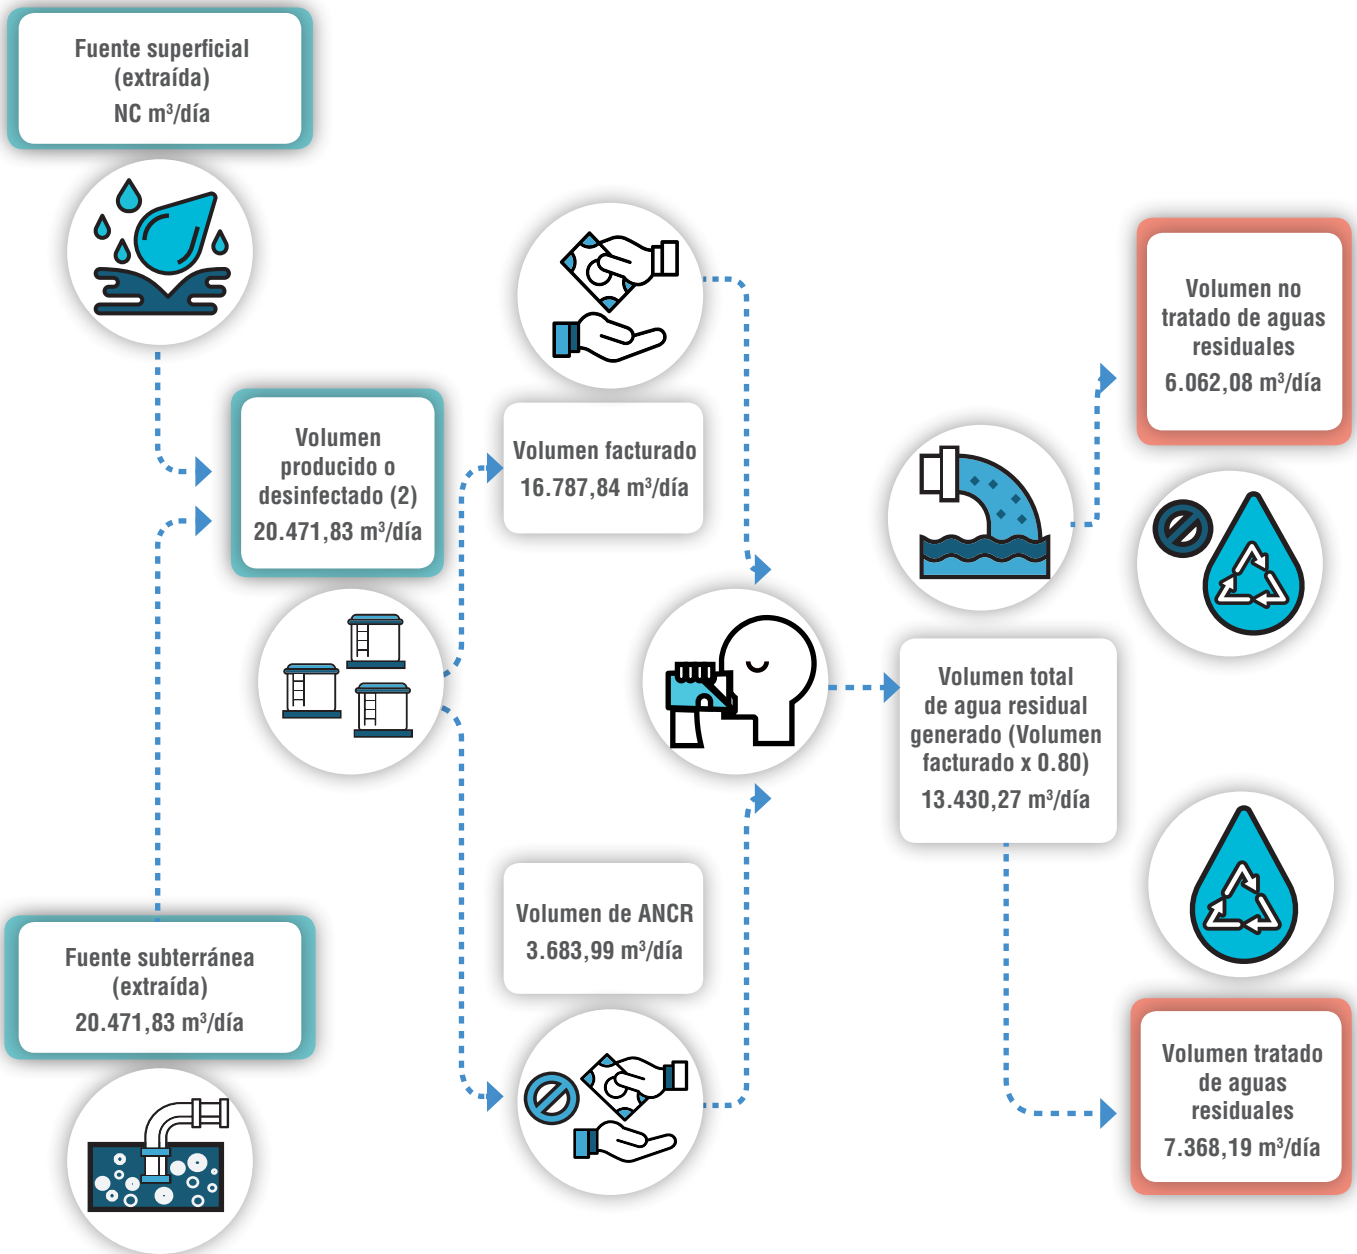 Fuente superficial
(extraída)
NC m³/día
Volumen
producido o
desinfectado (2)
20.471,83 m³/día
Fuente subterránea
(extraída)
20.471,83 m³/día
Volumen facturado
16.787,84 m³/día
Volumen de ANCR
3.683,99 m³/día
Volumen total
de agua residual
generado (Volumen
facturado x 0.80)
13.430,27 m³/día
Volumen no
tratado de aguas
residuales
6.062,08 m³/día
Volumen tratado
de aguas
residuales
7.368,19 m³/día